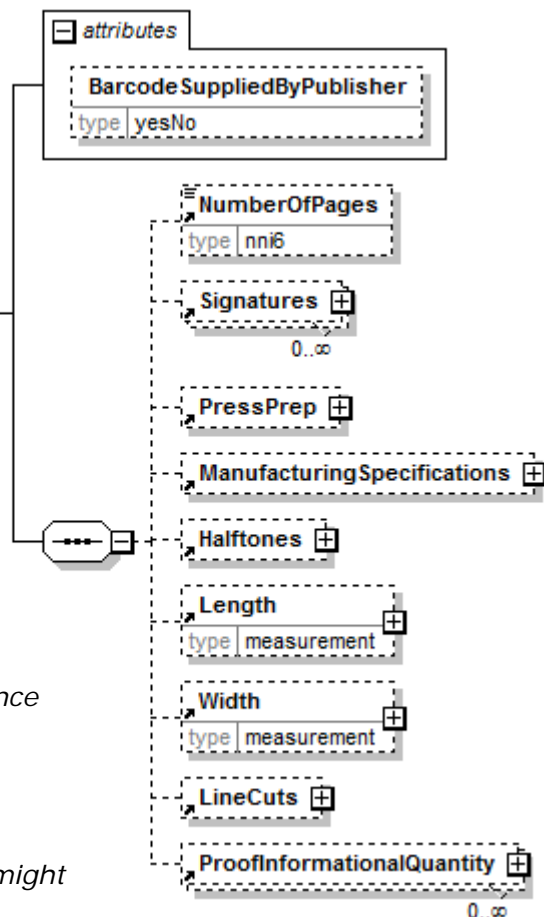 attributes
BarcodeSuppliedByPublisher
type yesNo
NumberOfPages
type nni6
Signatures
0..∞
PressPrep
ManufacturingSpecifications
Halftones
Length
type measurement
nce
Width
type measurement
LineCuts
might
ProofInformationalQuantity
0..∞